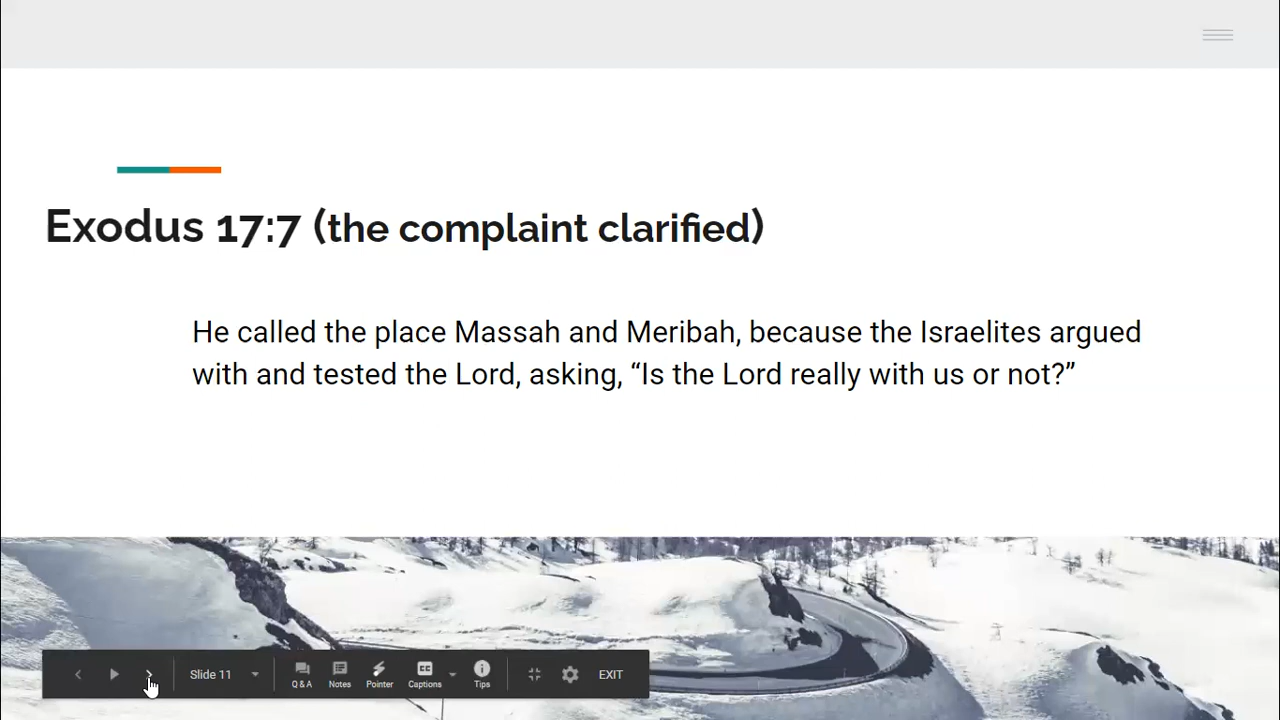 Exodus 17:7 (the complaint clarified)
He called the place Massah and Meribah, because the Israelites argued
with and tested the Lord, asking, “Is the Lord really with us or not?”
Slide 11
Q & A
Notes
Pointer
CC
Captions
Tips
EXIT